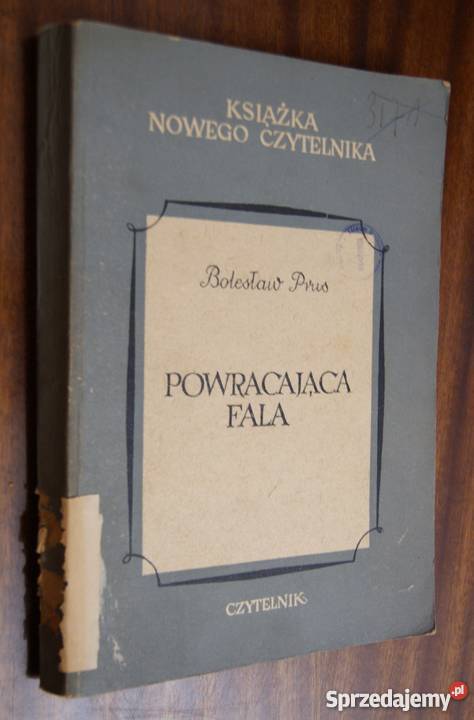 KSIĄŻKA
NOWEGO CZYTELNIKA
Bolesław Prus
POWRACAJĄCA
FALA
CZYTELNIK
Sprzedajemy.pl